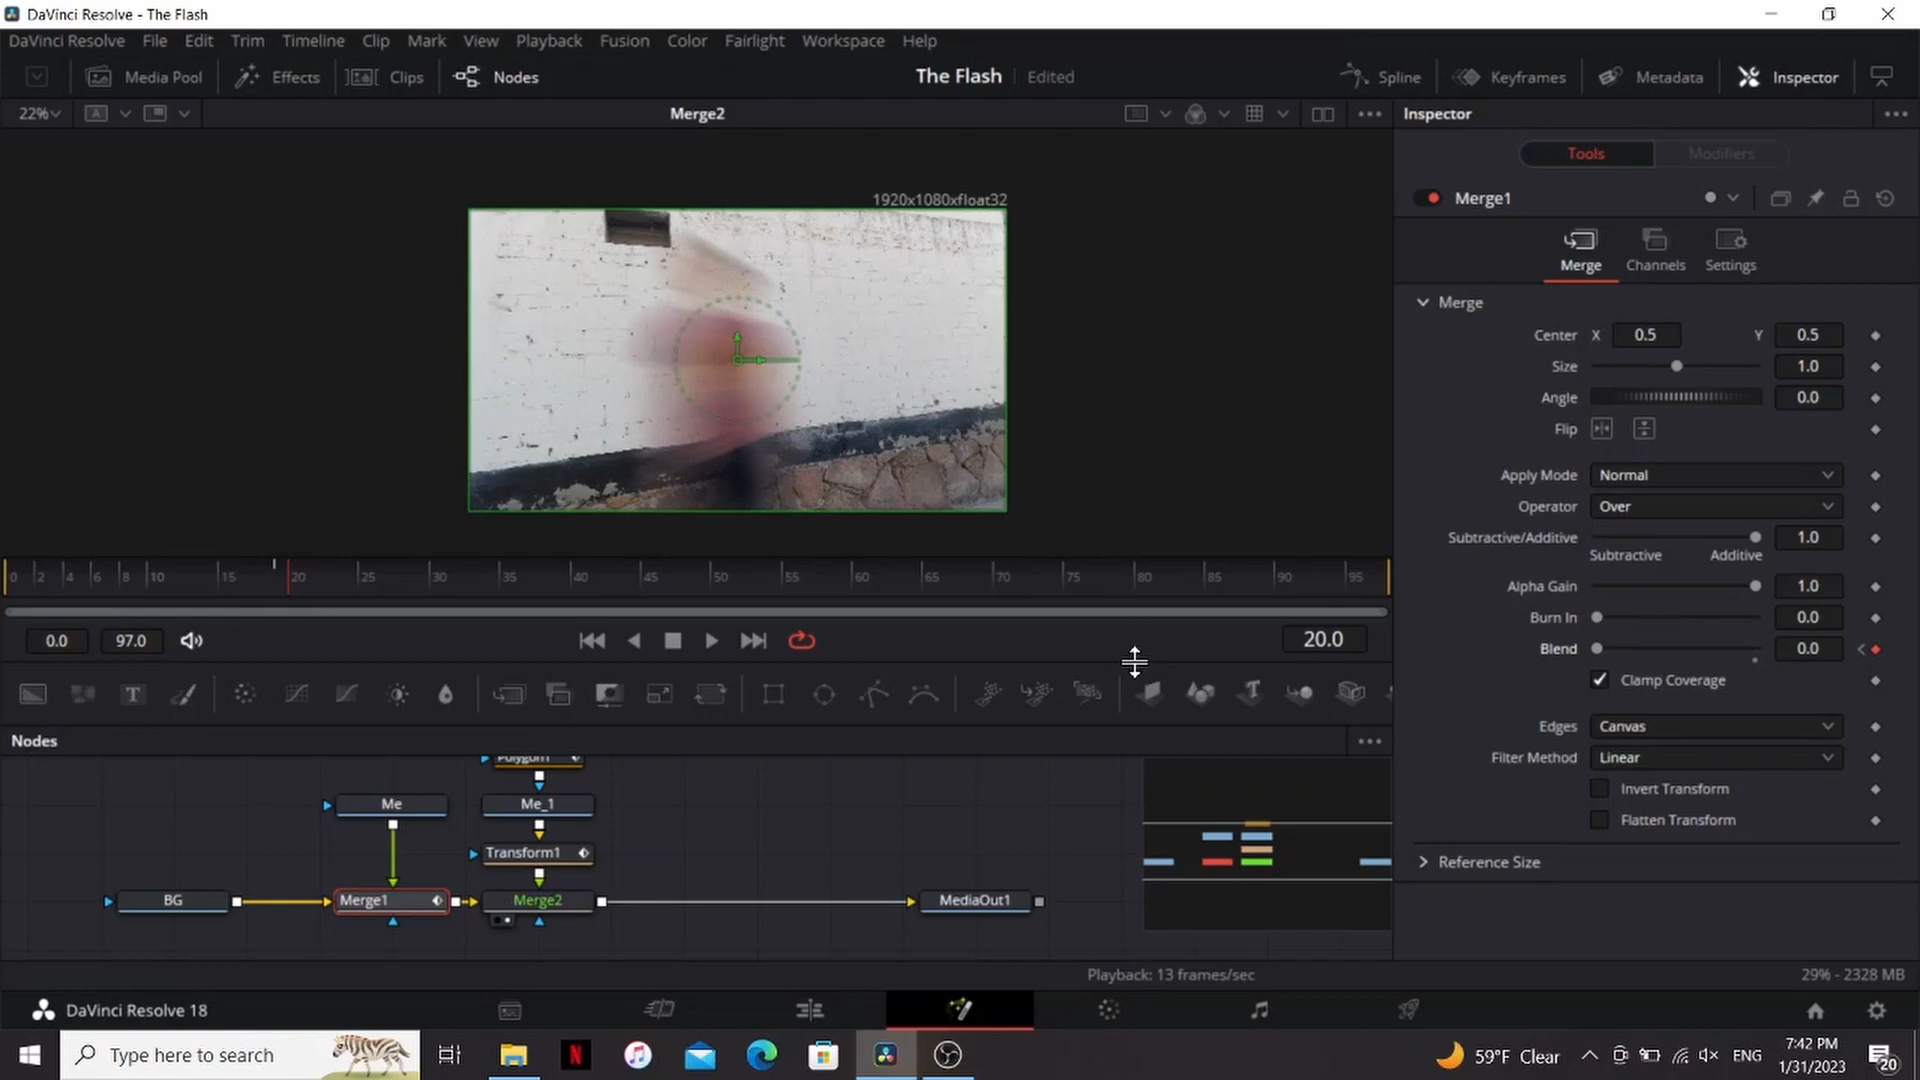 DaVinci Resolve - The Flash
DaVinci Resolve File Edit Trim Timeline Clip Mark View Playback Fusion Color Fairlight Workspace Help
Media Pool Effects Clips Nodes The Flash Edited Spline Keyframes Metadata Inspector
22% A Merge2 Inspector
Tools Modifiers
1920x1080xfloat32
Merge1
Merge Channels Settings
Merge
Center X 0.5 Y 0.5
Size 1.0
Angle 0.0
Flip
Apply Mode Normal
Operator Over
Subtractive/Additive 1.0
Subtractive Additive
Alpha Gain 1.0
Burn In 0.0
Blend 0.0
Clamp Coverage
Edges Canvas
Filter Method Linear
Invert Transform
Flatten Transform
Reference Size
0 2 4 6 8 10 15 20 25 30 35 40 45 50 55 60 65 70 75 80 85 90 95
0.0 97.0 20.0
T T
Nodes
Polygon1
Me Me_1
Transform1
BG Merge1 Merge2 MediaOut1
Playback: 13 frames/sec 29% - 2328 MB
DaVinci Resolve 18
Type here to search N 59°F Clear ENG 7:42 PM
1/31/2023 20